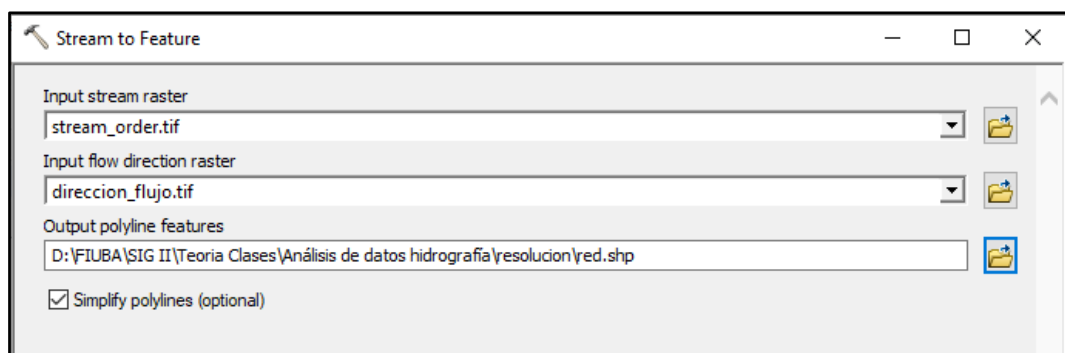 Stream to Feature
Input stream raster
stream_order.tif
Input flow direction raster
direccion_flujo.tif
Output polyline features
D:\FIUBA\SIG II\Teoria Clases\Análisis de datos hidrografía\resolucion\red.shp
Simplify polylines (optional)